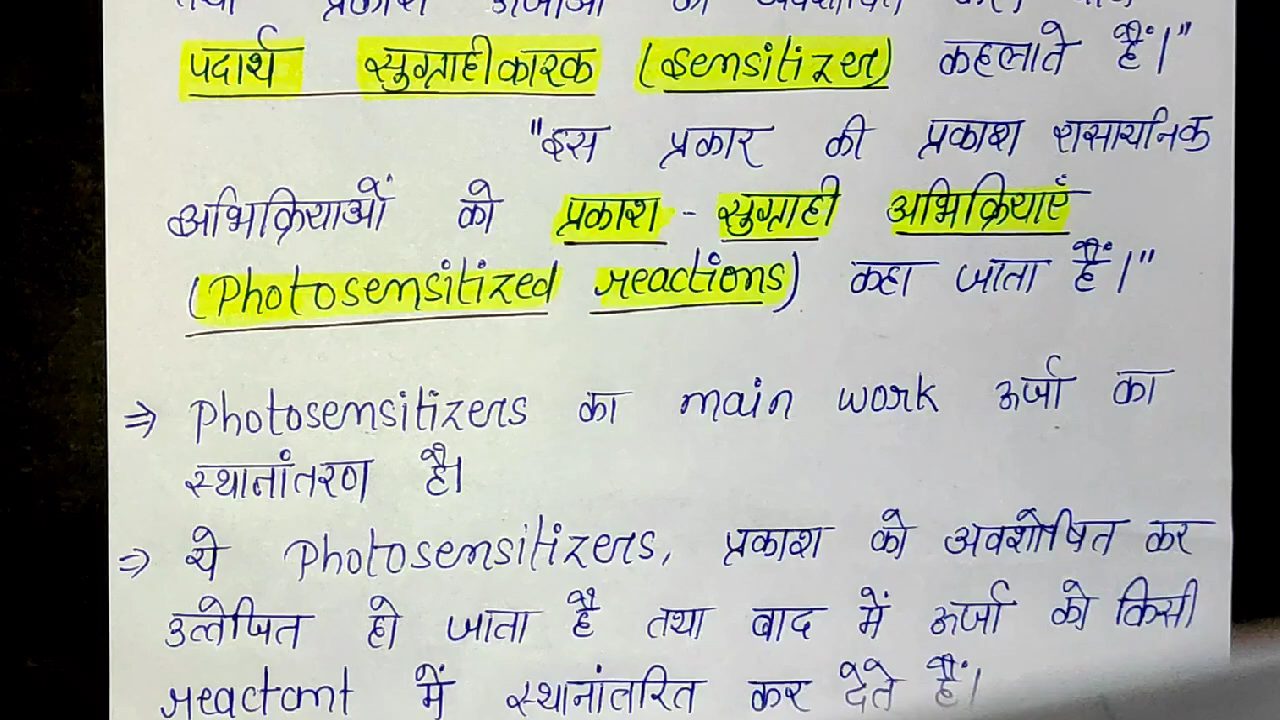 पदार्थ सुग्राहीकारक (Sensitizer) कहलाते हैं।"
"इस प्रकार की प्रकाश रासायनिक
अभिक्रियाओं को प्रकाश - सुग्राही अभिक्रियाएँ
(Photosensitized reactions) कहा जाता हैं।"
⇒ Photosensitizers का main work ऊर्जा का
स्थानांतरण है।
⇒ ये Photosensitizers, प्रकाश को अवशोषित कर
उत्तेजित हो जाता है तथा बाद में ऊर्जा को किसी
reactant में स्थानांतरित कर देते हैं।